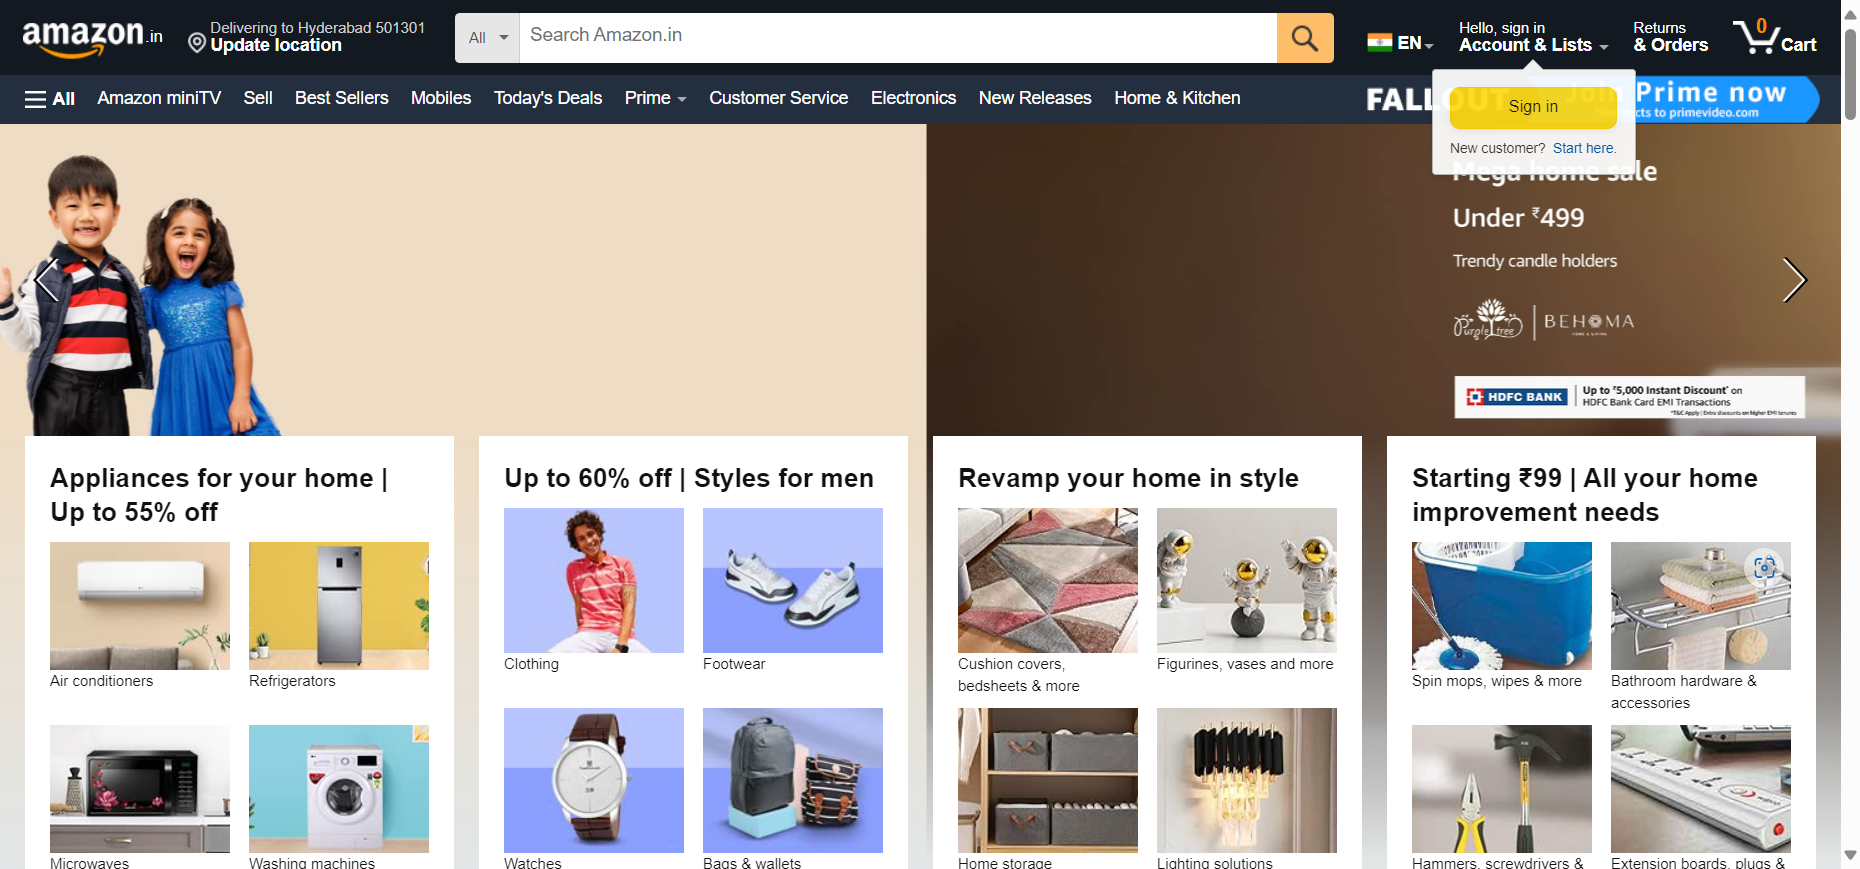 amazon.in
Delivering to Hyderabad 501301
Update location
All
Search Amazon.in
EN
Hello, sign in
Account & Lists
Returns
& Orders
0
Cart
All
Amazon miniTV
Sell
Best Sellers
Mobiles
Today's Deals
Prime
Customer Service
Electronics
New Releases
Home & Kitchen
FALLOUT
Join Prime now
cts to primevideo.com
Sign in
New customer? Start here.
Mega home sale
Under ₹499
Trendy candle holders
Purple tree
BEHOMA
HOME & LIVING
HDFC BANK
Up to ₹5,000 Instant Discount* on
HDFC Bank Card EMI Transactions
*T&C Apply | Extra discounts on higher EMI tenures
Appliances for your home |
Up to 55% off
Air conditioners
Refrigerators
Microwaves
Washing machines
Up to 60% off | Styles for men
Clothing
Footwear
Watches
Bags & wallets
Revamp your home in style
Cushion covers,
bedsheets & more
Figurines, vases and more
Home storage
Lighting solutions
Starting ₹99 | All your home
improvement needs
Spin mops, wipes & more
Bathroom hardware &
accessories
Hammers, screwdrivers &
Extension boards, plugs &